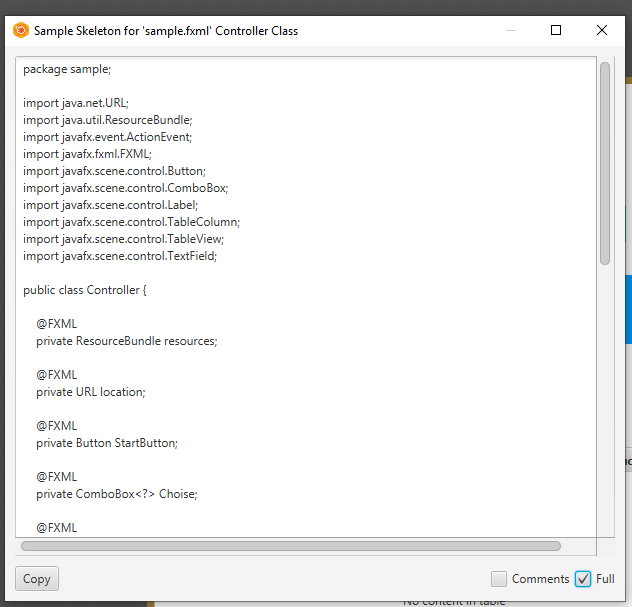 Sample Skeleton for 'sample.fxml' Controller Class
package sample;
import java.net.URL;
import java.util.ResourceBundle;
import javafx.event.ActionEvent;
import javafx.fxml.FXML;
import javafx.scene.control.Button;
import javafx.scene.control.ComboBox;
import javafx.scene.control.Label;
import javafx.scene.control.TableColumn;
import javafx.scene.control.TableView;
import javafx.scene.control.TextField;
public class Controller {
@FXML
private ResourceBundle resources;
@FXML
private URL location;
@FXML
private Button StartButton;
@FXML
private ComboBox<?> Choise;
@FXML
Copy
Comments
Full
No content in table